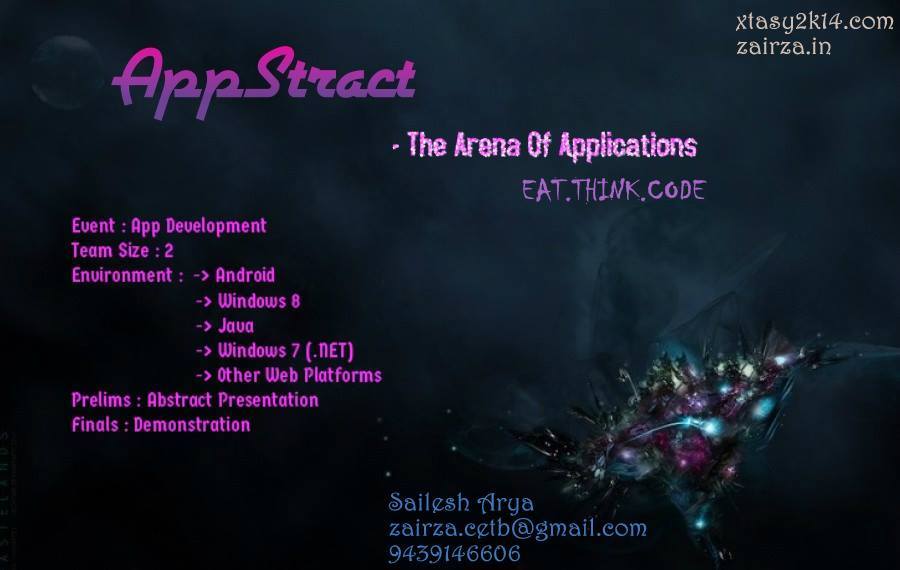 xtasy2k14.com
zairza.in
AppStract
- The Arena Of Applications
EAT.THINK.CODE
Event : App Development
Team Size : 2
Environment : -> Android
-> Windows 8
-> Java
-> Windows 7 (.NET)
-> Other Web Platforms
Prelims : Abstract Presentation
Finals : Demonstration
Sailesh Arya
zairza.cetb@gmail.com
9439146606